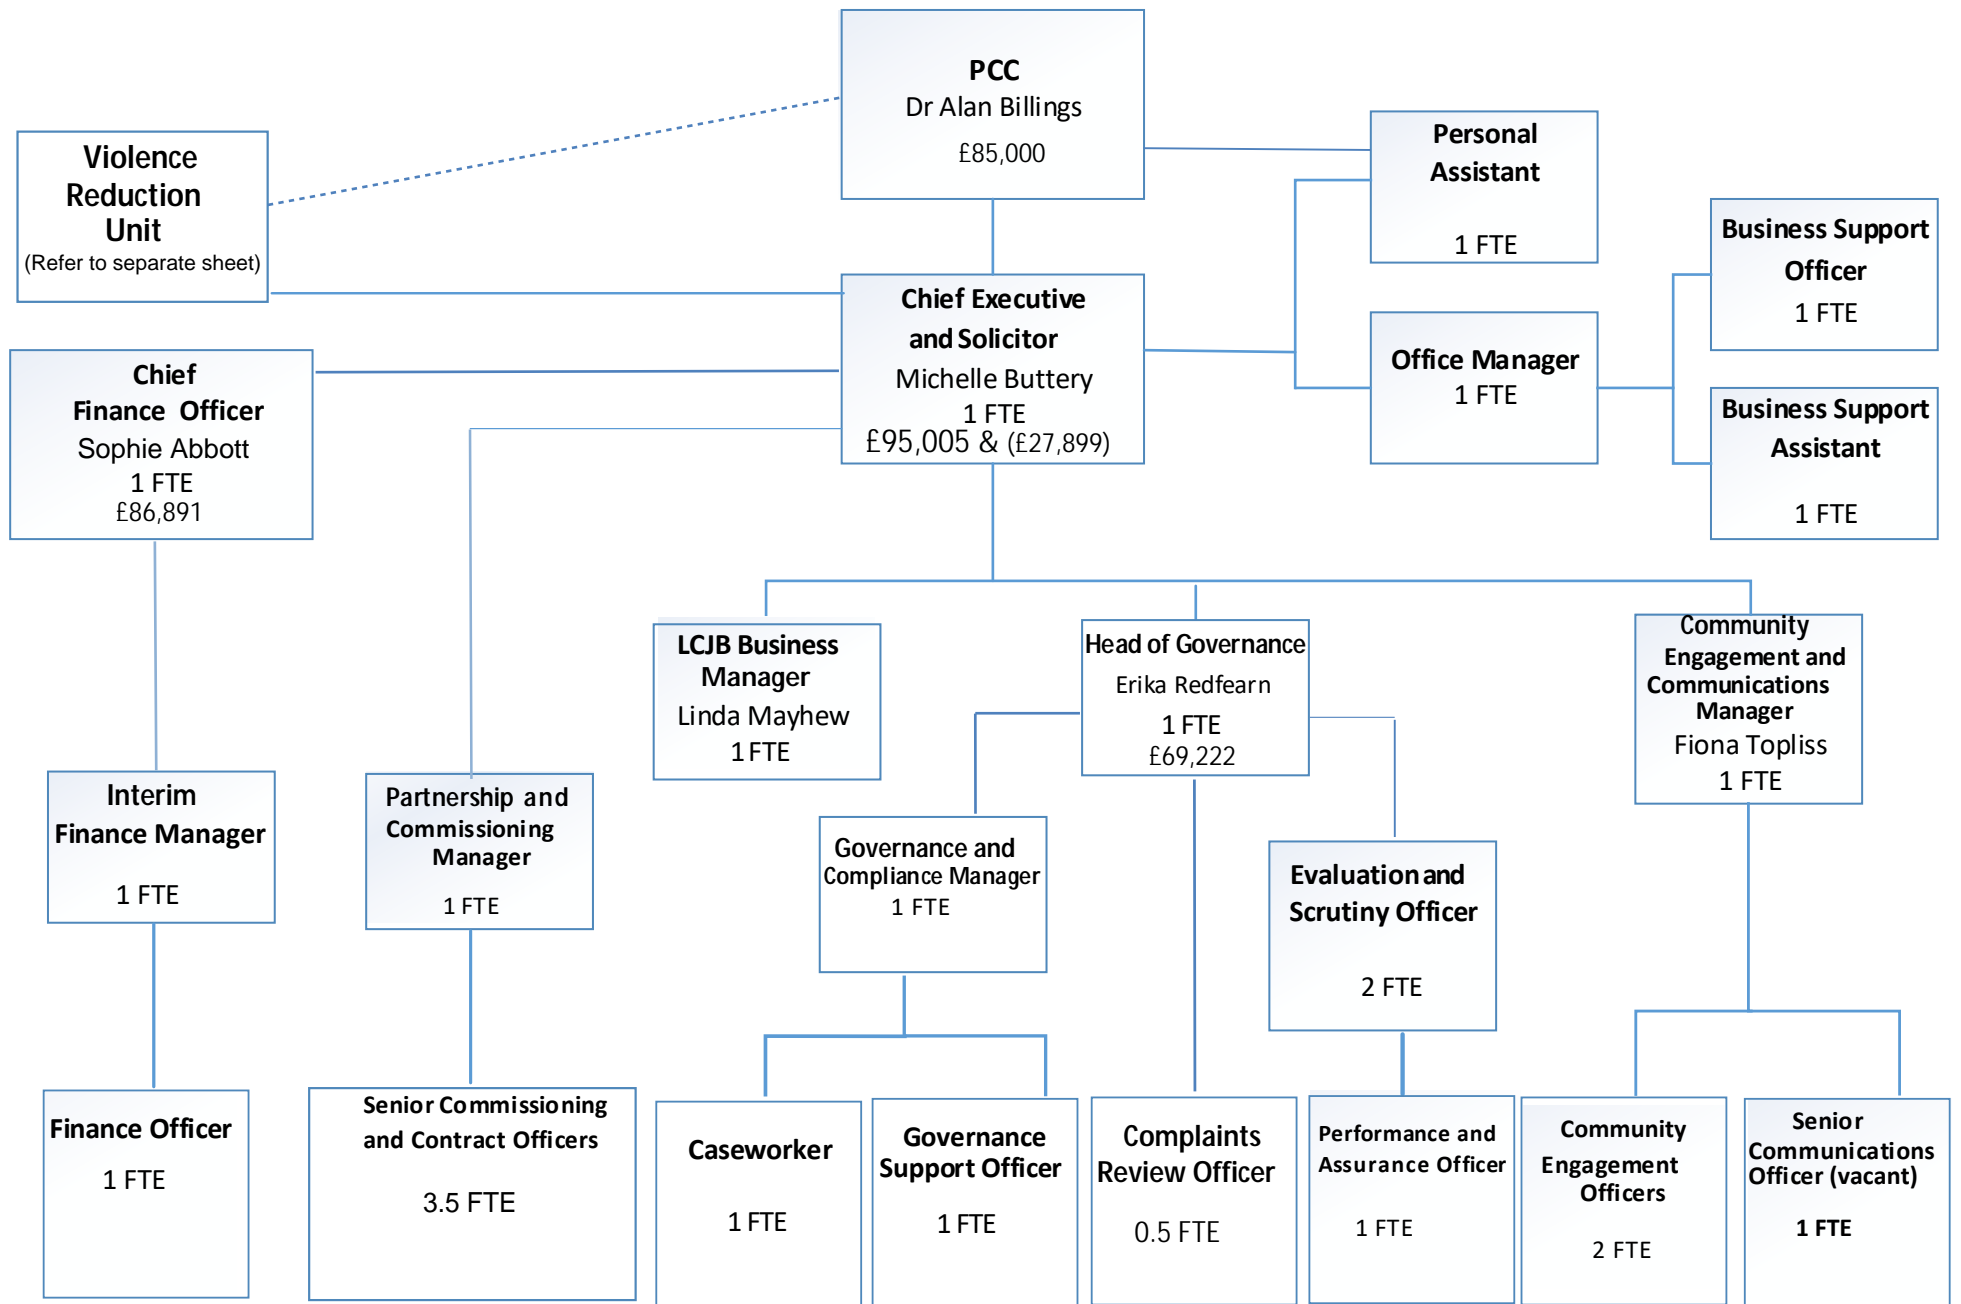 PCC
Dr Alan Billings
£85,000
Violence
Reduction
Unit
(Refer to separate sheet)
Personal
Assistant
1 FTE
Business Support
Officer
1 FTE
Chief Executive
and Solicitor
Michelle Buttery
1 FTE
£95,005 & (£27,899)
Office Manager
1 FTE
Business Support
Assistant
1 FTE
Chief
Finance Officer
Sophie Abbott
1 FTE
£86,891
LCJB Business
Manager
Linda Mayhew
1 FTE
Head of Governance
Erika Redfearn
1 FTE
£69,222
Community
Engagement and
Communications
Manager
Fiona Topliss
1 FTE
Interim
Finance Manager
1 FTE
Partnership and
Commissioning
Manager
1 FTE
Governance and
Compliance Manager
1 FTE
Evaluation and
Scrutiny Officer
2 FTE
Finance Officer
1 FTE
Senior Commissioning
and Contract Officers
3.5 FTE
Caseworker
1 FTE
Governance
Support Officer
1 FTE
Complaints
Review Officer
0.5 FTE
Performance and
Assurance Officer
1 FTE
Community
Engagement
Officers
2 FTE
Senior
Communications
Officer (vacant)
1 FTE